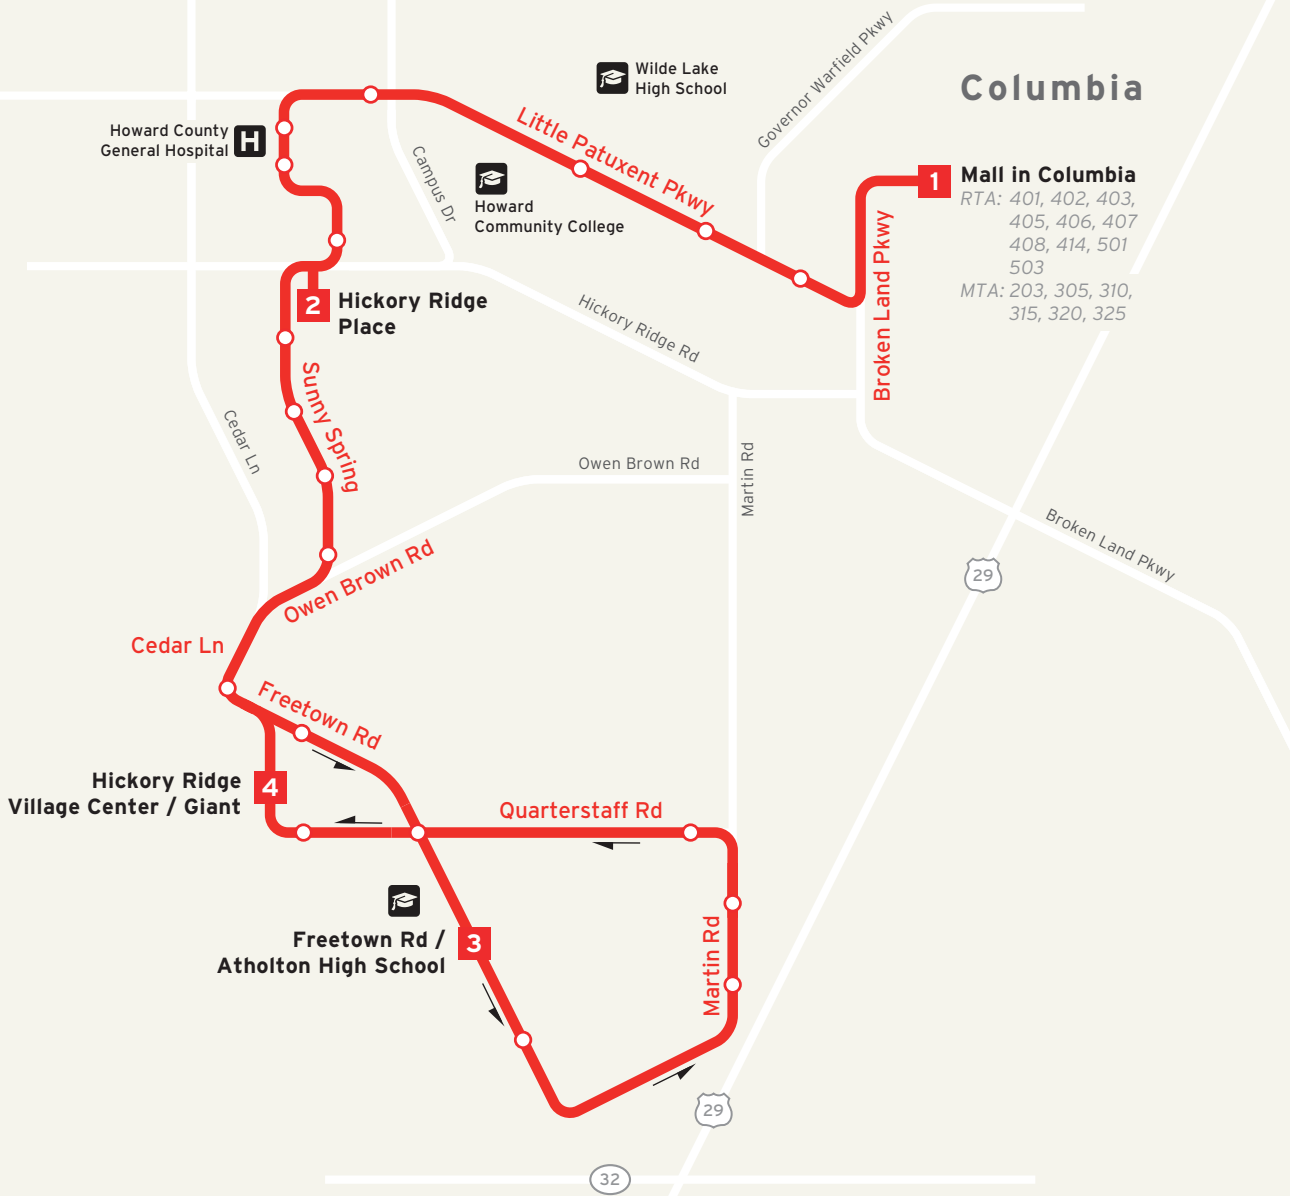 Wilde Lake
High School
Governor Warfield Pkwy
Columbia
Howard County
General Hospital
H
Little Patuxent Pkwy
Campus Dr
Howard
Community College
1
Mall in Columbia
RTA: 401, 402, 403,
405, 406, 407
408, 414, 501
503
MTA: 203, 305, 310,
315, 320, 325
Broken Land Pkwy
2
Hickory Ridge
Place
Hickory Ridge Rd
Sunny Spring
Cedar Ln
Owen Brown Rd
Martin Rd
Broken Land Pkwy
29
Owen Brown Rd
Cedar Ln
Freetown Rd
Hickory Ridge
Village Center / Giant
4
Quarterstaff Rd
Freetown Rd /
Atholton High School
3
Martin Rd
29
32